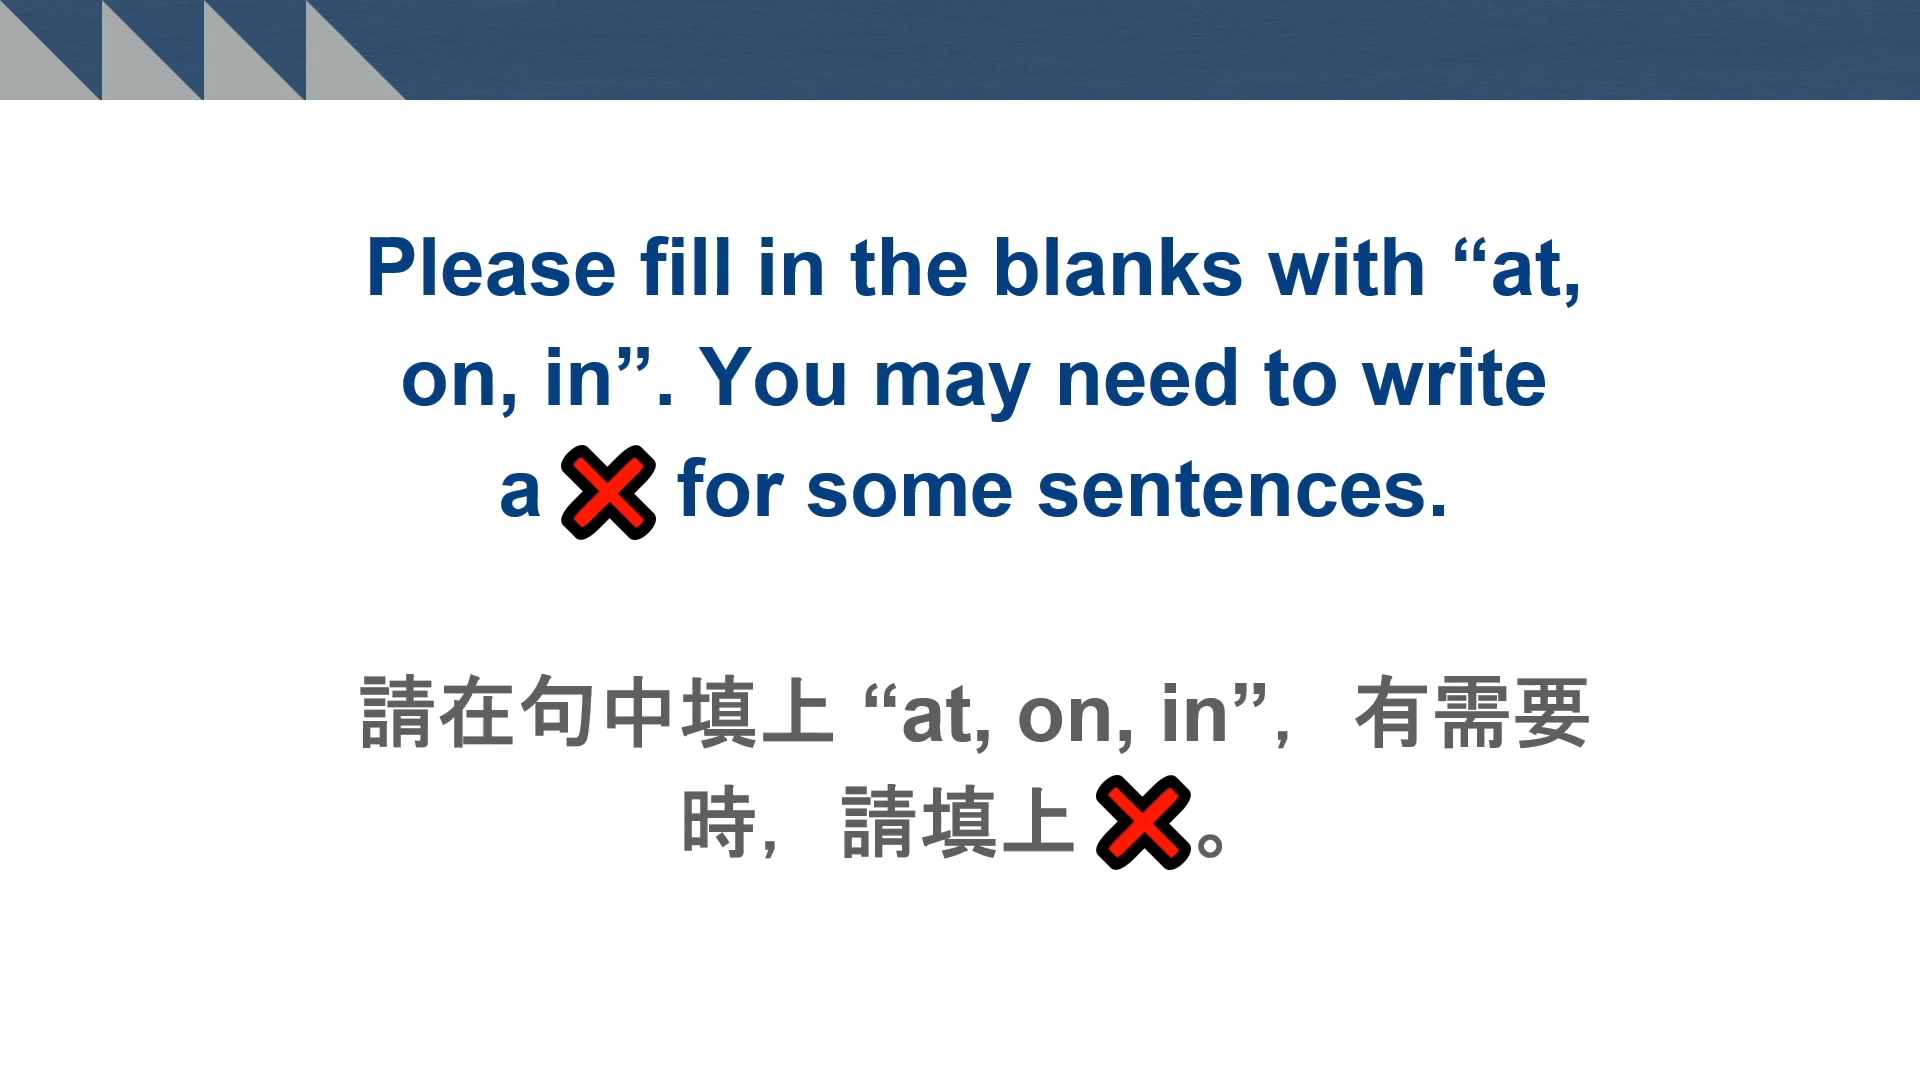 Please fill in the blanks with “at,
on, in”. You may need to write
a ❌ for some sentences.
請在句中填上 “at, on, in”，有需要
時，請填上 ❌。